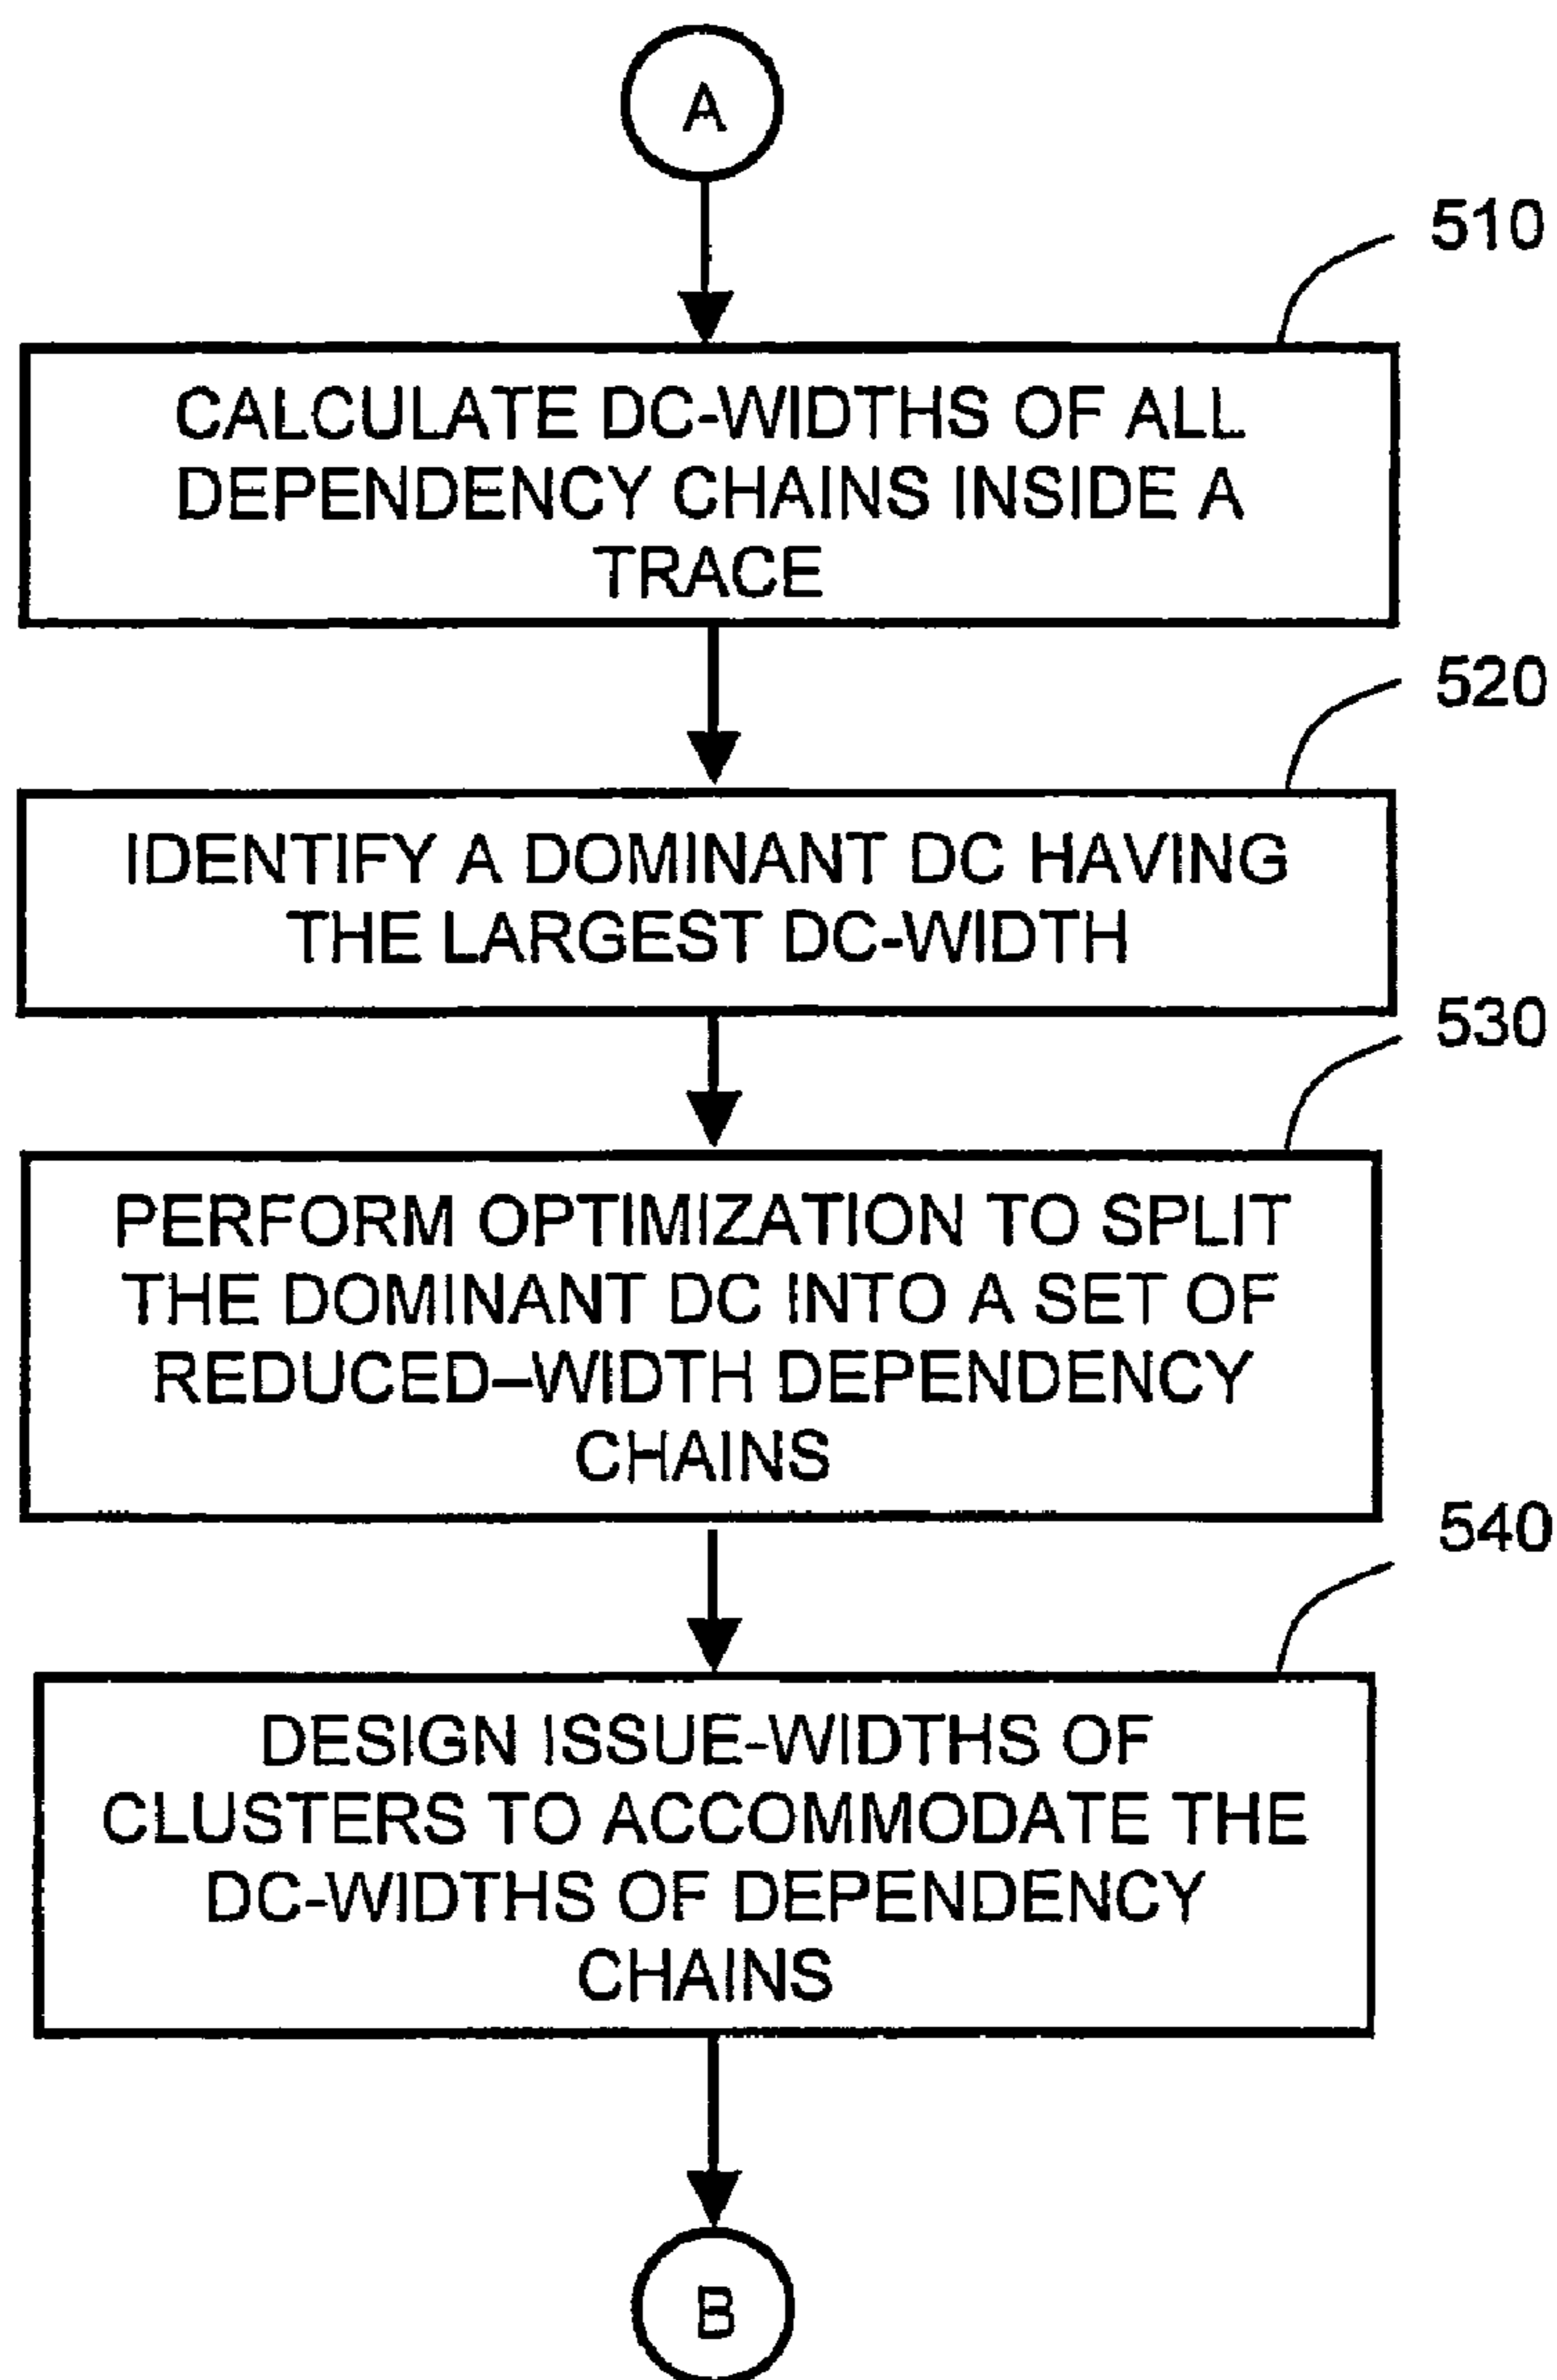 A
510
CALCULATE DC-WIDTHS OF ALL
DEPENDENCY CHAINS INSIDE A
TRACE
520
IDENTIFY A DOMINANT DC HAVING
THE LARGEST DC-WIDTH
530
PERFORM OPTIMIZATION TO SPLIT
THE DOMINANT DC INTO A SET OF
REDUCED–WIDTH DEPENDENCY
CHAINS
540
DESIGN ISSUE-WIDTHS OF
CLUSTERS TO ACCOMMODATE THE
DC-WIDTHS OF DEPENDENCY
CHAINS
B